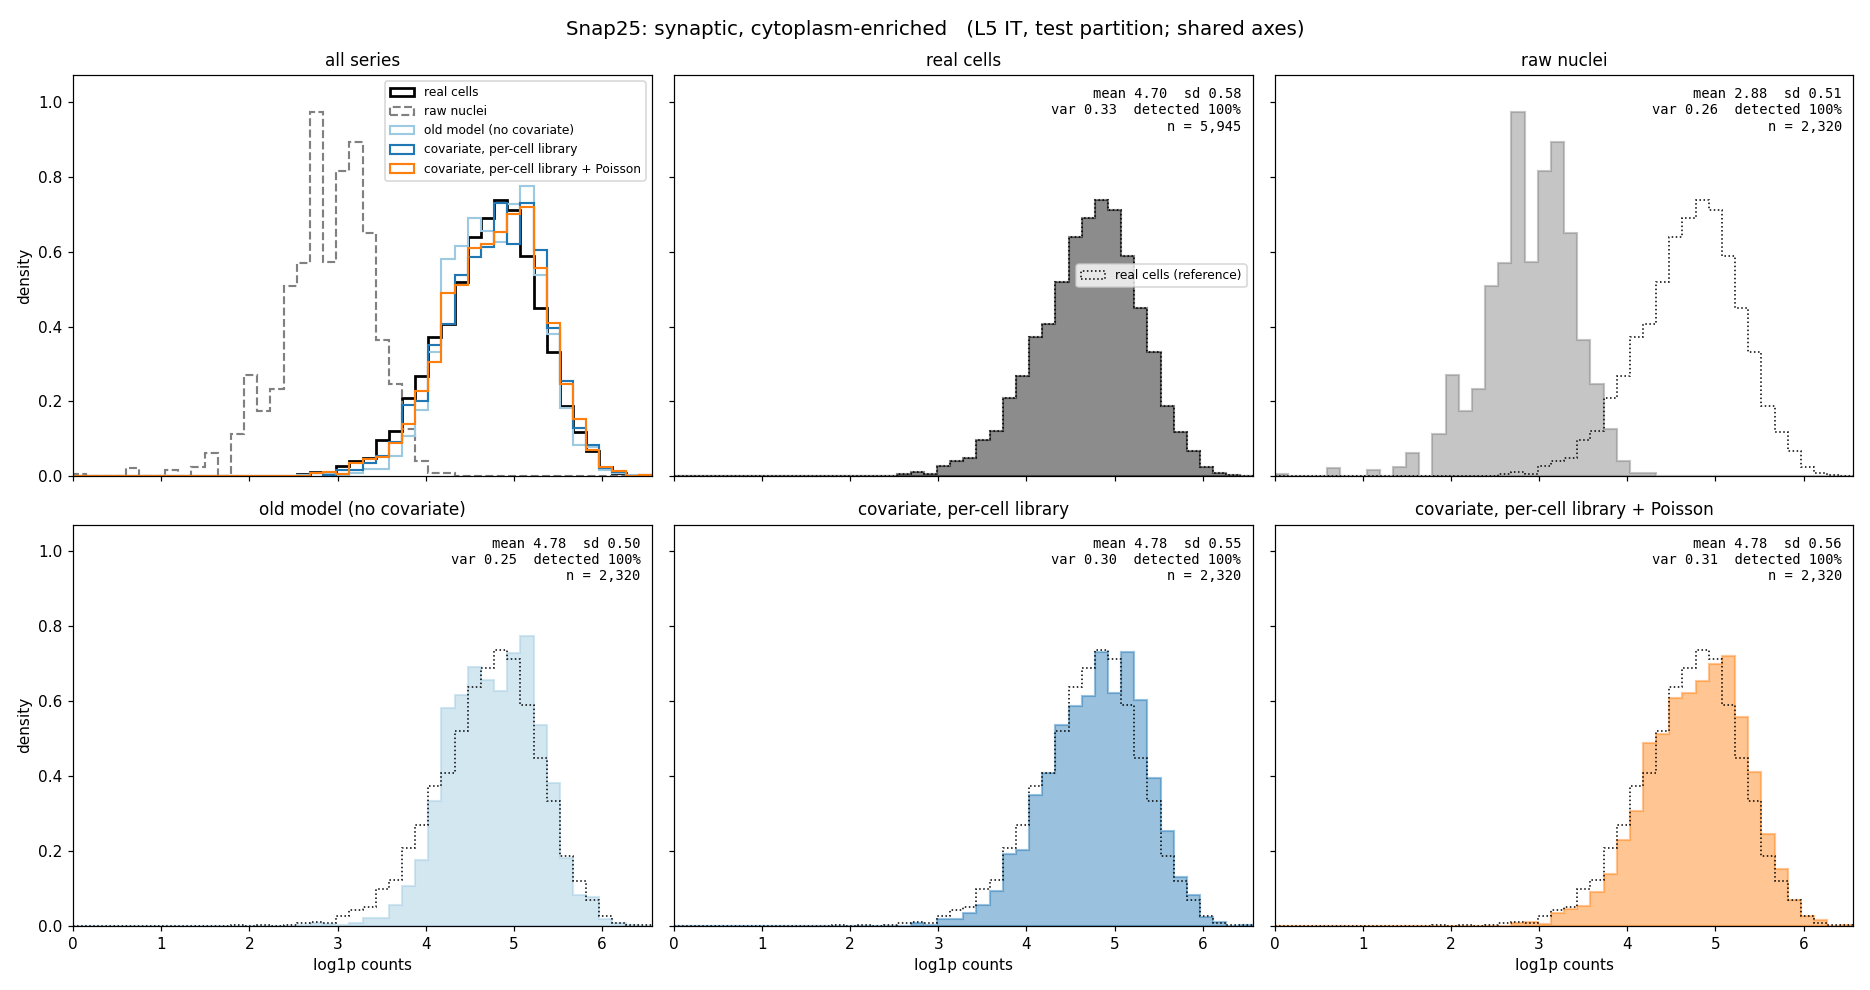 Snap25: synaptic, cytoplasm-enriched (L5 IT, test partition; shared axes)
all series
real cells
raw nuclei
old model (no covariate)
covariate, per-cell library
covariate, per-cell library + Poisson
density
0.0
0.2
0.4
0.6
0.8
1.0
real cells
mean 4.70 sd 0.58
var 0.33 detected 100%
n = 5,945
real cells (reference)
raw nuclei
mean 2.88 sd 0.51
var 0.26 detected 100%
n = 2,320
old model (no covariate)
mean 4.78 sd 0.50
var 0.25 detected 100%
n = 2,320
density
0.0
0.2
0.4
0.6
0.8
1.0
0 1 2 3 4 5 6
log1p counts
covariate, per-cell library
mean 4.78 sd 0.55
var 0.30 detected 100%
n = 2,320
0 1 2 3 4 5 6
log1p counts
covariate, per-cell library + Poisson
mean 4.78 sd 0.56
var 0.31 detected 100%
n = 2,320
0 1 2 3 4 5 6
log1p counts